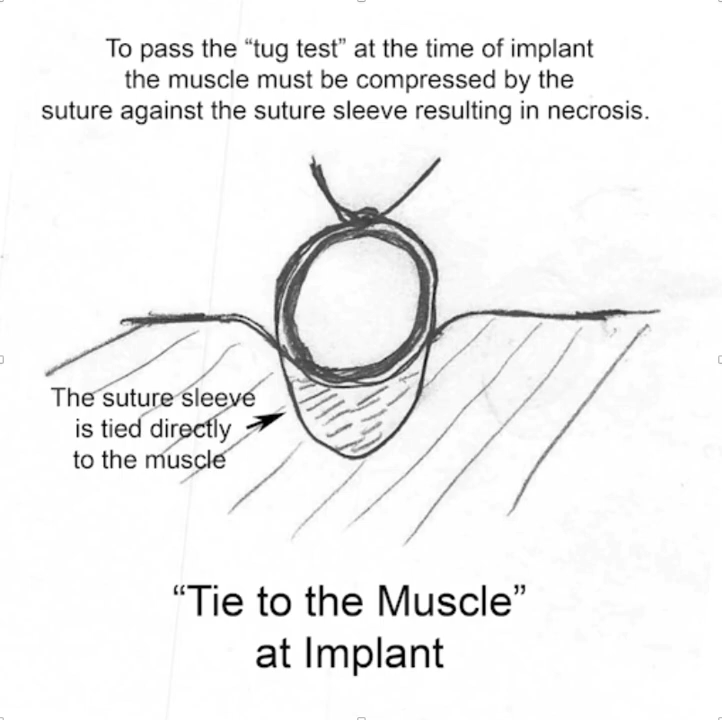 To pass the “tug test” at the time of implant
the muscle must be compressed by the
suture against the suture sleeve resulting in necrosis.
The suture sleeve
is tied directly
to the muscle
“Tie to the Muscle”
at Implant